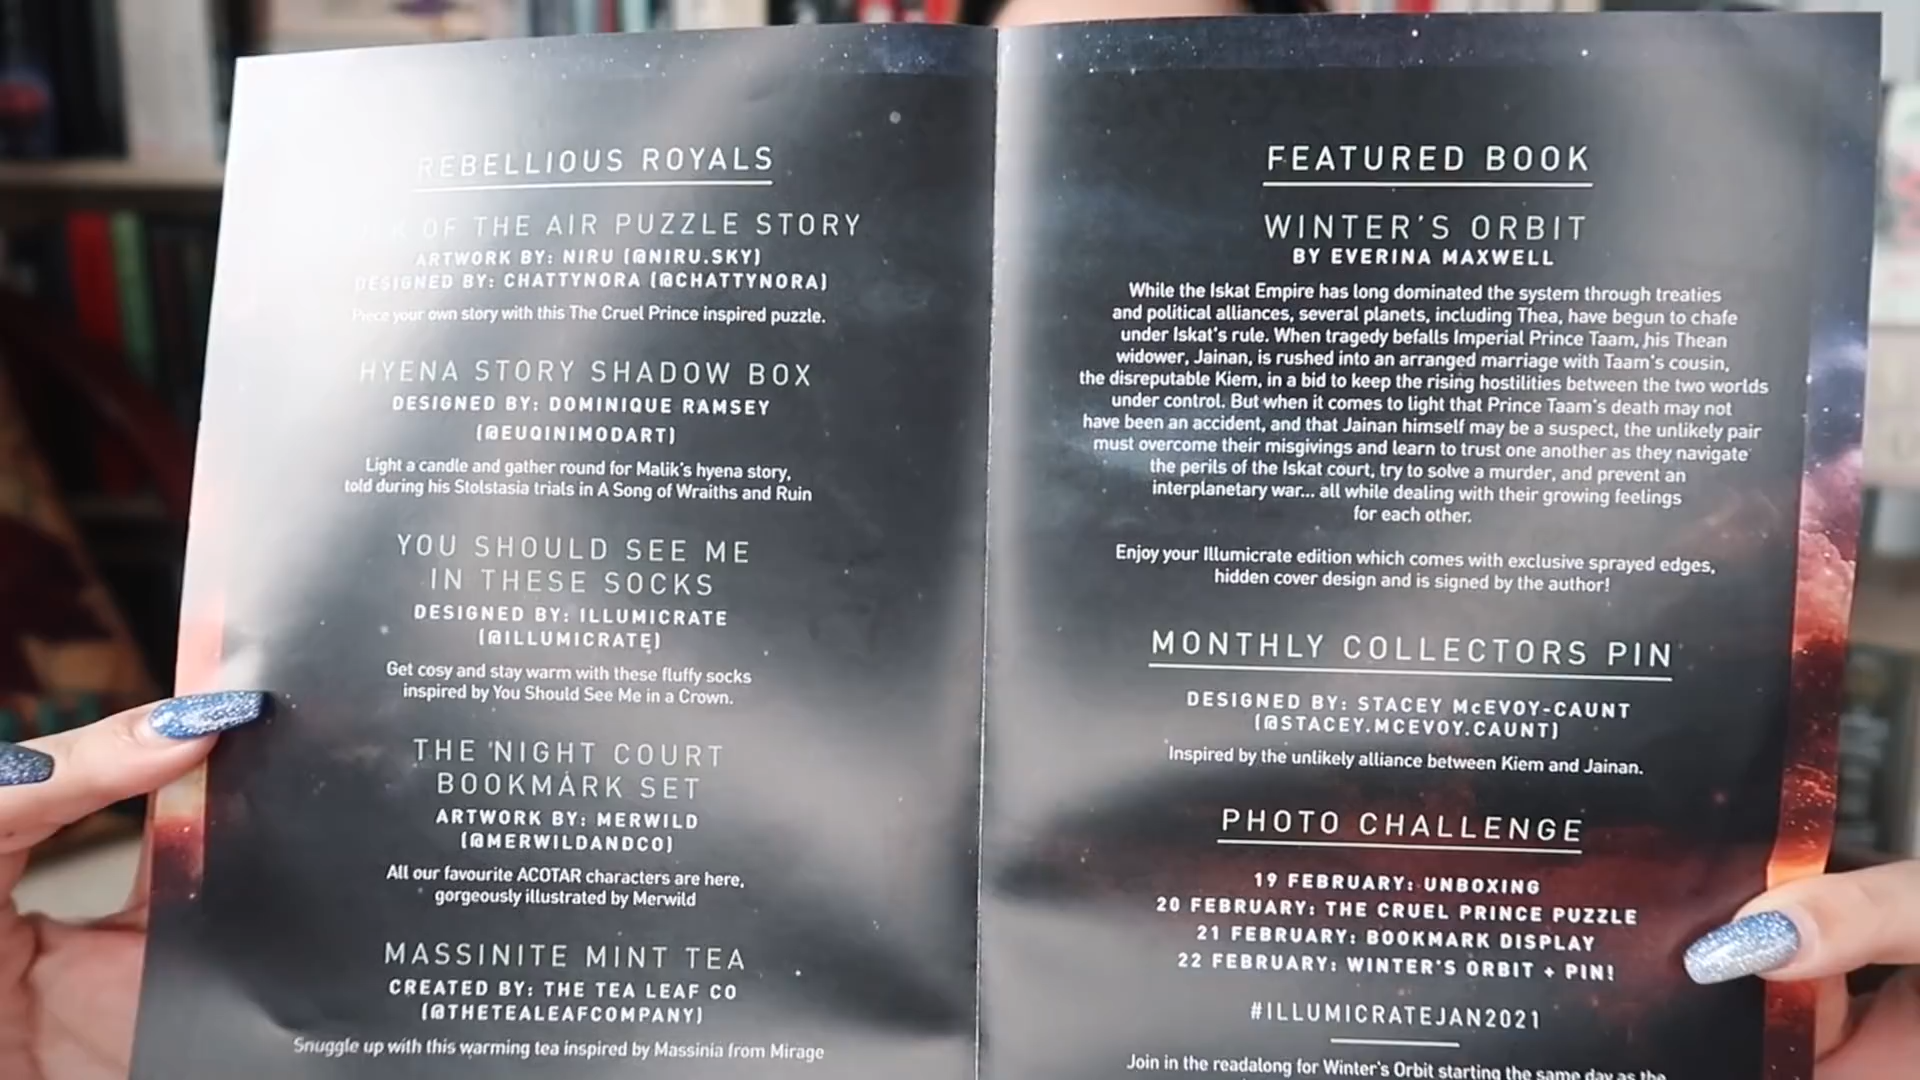 REBELLIOUS ROYALS
OF THE AIR PUZZLE STORY
ARTWORK BY: NIRU (@NIRU.SKY)
DESIGNED BY: CHATTYNORA (@CHATTYNORA)
Piece your own story with this The Cruel Prince inspired puzzle.
HYENA STORY SHADOW BOX
DESIGNED BY: DOMINIQUE RAMSEY
(@EUQINIMODART)
Light a candle and gather round for Malik's hyena story,
told during his Stolstasia trials in A Song of Wraiths and Ruin
YOU SHOULD SEE ME
IN THESE SOCKS
DESIGNED BY: ILLUMICRATE
(@ILLUMICRATE)
Get cosy and stay warm with these fluffy socks
inspired by You Should See Me in a Crown.
THE NIGHT COURT
BOOKMARK SET
ARTWORK BY: MERWILD
(@MERWILDANDCO)
All our favourite ACOTAR characters are here,
gorgeously illustrated by Merwild
MASSINITE MINT TEA
CREATED BY: THE TEA LEAF CO
(@THETEALEAFCOMPANY)
Snuggle up with this warming tea inspired by Massinia from Mirage
FEATURED BOOK
WINTER'S ORBIT
BY EVERINA MAXWELL
While the Iskat Empire has long dominated the system through treaties
and political alliances, several planets, including Thea, have begun to chafe
under Iskat's rule. When tragedy befalls Imperial Prince Taam, his Thean
widower, Jainan, is rushed into an arranged marriage with Taam's cousin,
the disreputable Kiem, in a bid to keep the rising hostilities between the two worlds
under control. But when it comes to light that Prince Taam's death may not
have been an accident, and that Jainan himself may be a suspect, the unlikely pair
must overcome their misgivings and learn to trust one another as they navigate
the perils of the Iskat court, try to solve a murder, and prevent an
interplanetary war... all while dealing with their growing feelings
for each other.
Enjoy your Illumicrate edition which comes with exclusive sprayed edges,
hidden cover design and is signed by the author!
MONTHLY COLLECTORS PIN
DESIGNED BY: STACEY McEVOY-CAUNT
(@STACEY.MCEVOY.CAUNT)
Inspired by the unlikely alliance between Kiem and Jainan.
PHOTO CHALLENGE
19 FEBRUARY: UNBOXING
20 FEBRUARY: THE CRUEL PRINCE PUZZLE
21 FEBRUARY: BOOKMARK DISPLAY
22 FEBRUARY: WINTER'S ORBIT + PIN!
#ILLUMICRATEJAN2021
Join in the readalong for Winter's Orbit starting the same day as the